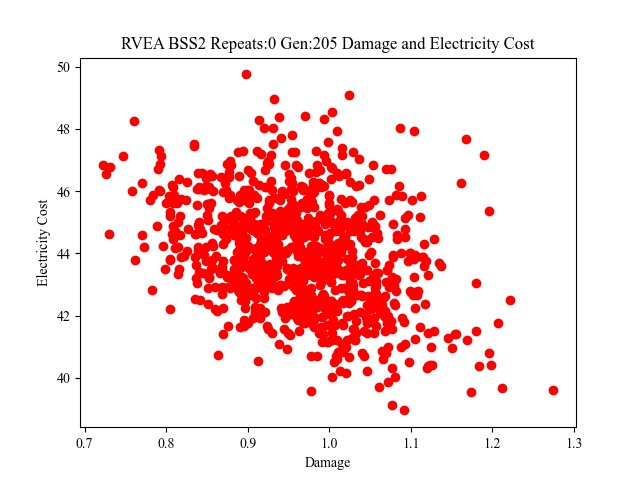 RVEA BSS2 Repeats:0 Gen:205 Damage and Electricity Cost
50
48
46
44
42
40
Electricity Cost
0.7 0.8 0.9 1.0 1.1 1.2 1.3
Damage